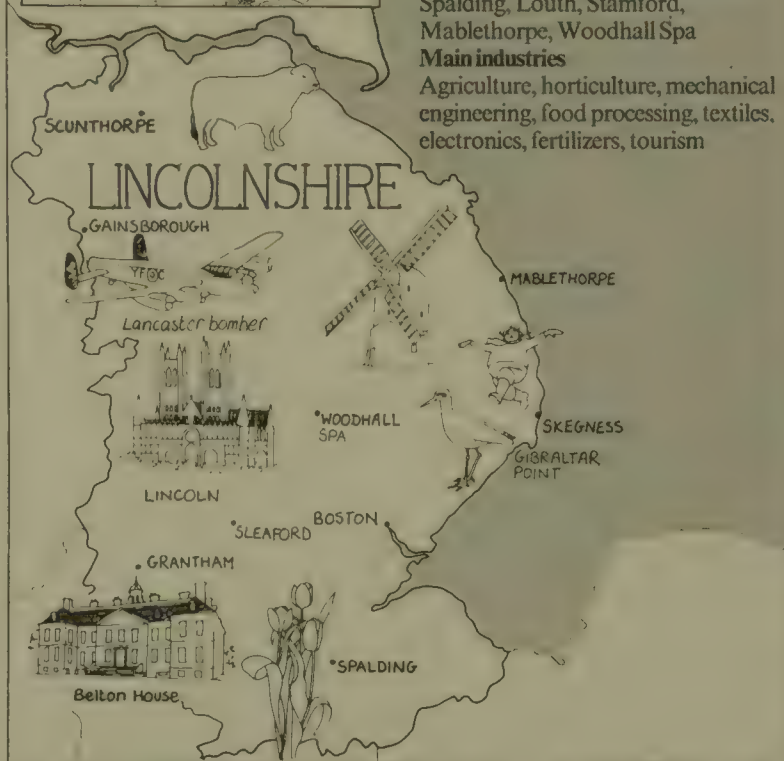 Spalding, Louth, Stamford,
Mablethorpe, Woodhall Spa
Main industries
Agriculture, horticulture, mechanical
engineering, food processing, textiles,
electronics, fertilizers, tourism
SCUNTHORPE
LINCOLNSHIRE
GAINSBOROUGH
YF C
Lancaster bomber
MABLETHORPE
WOODHALL
SPA
SKEGNESS
GIBRALTAR
POINT
LINCOLN
SLEAFORD
BOSTON
GRANTHAM
SPALDING
Belton House